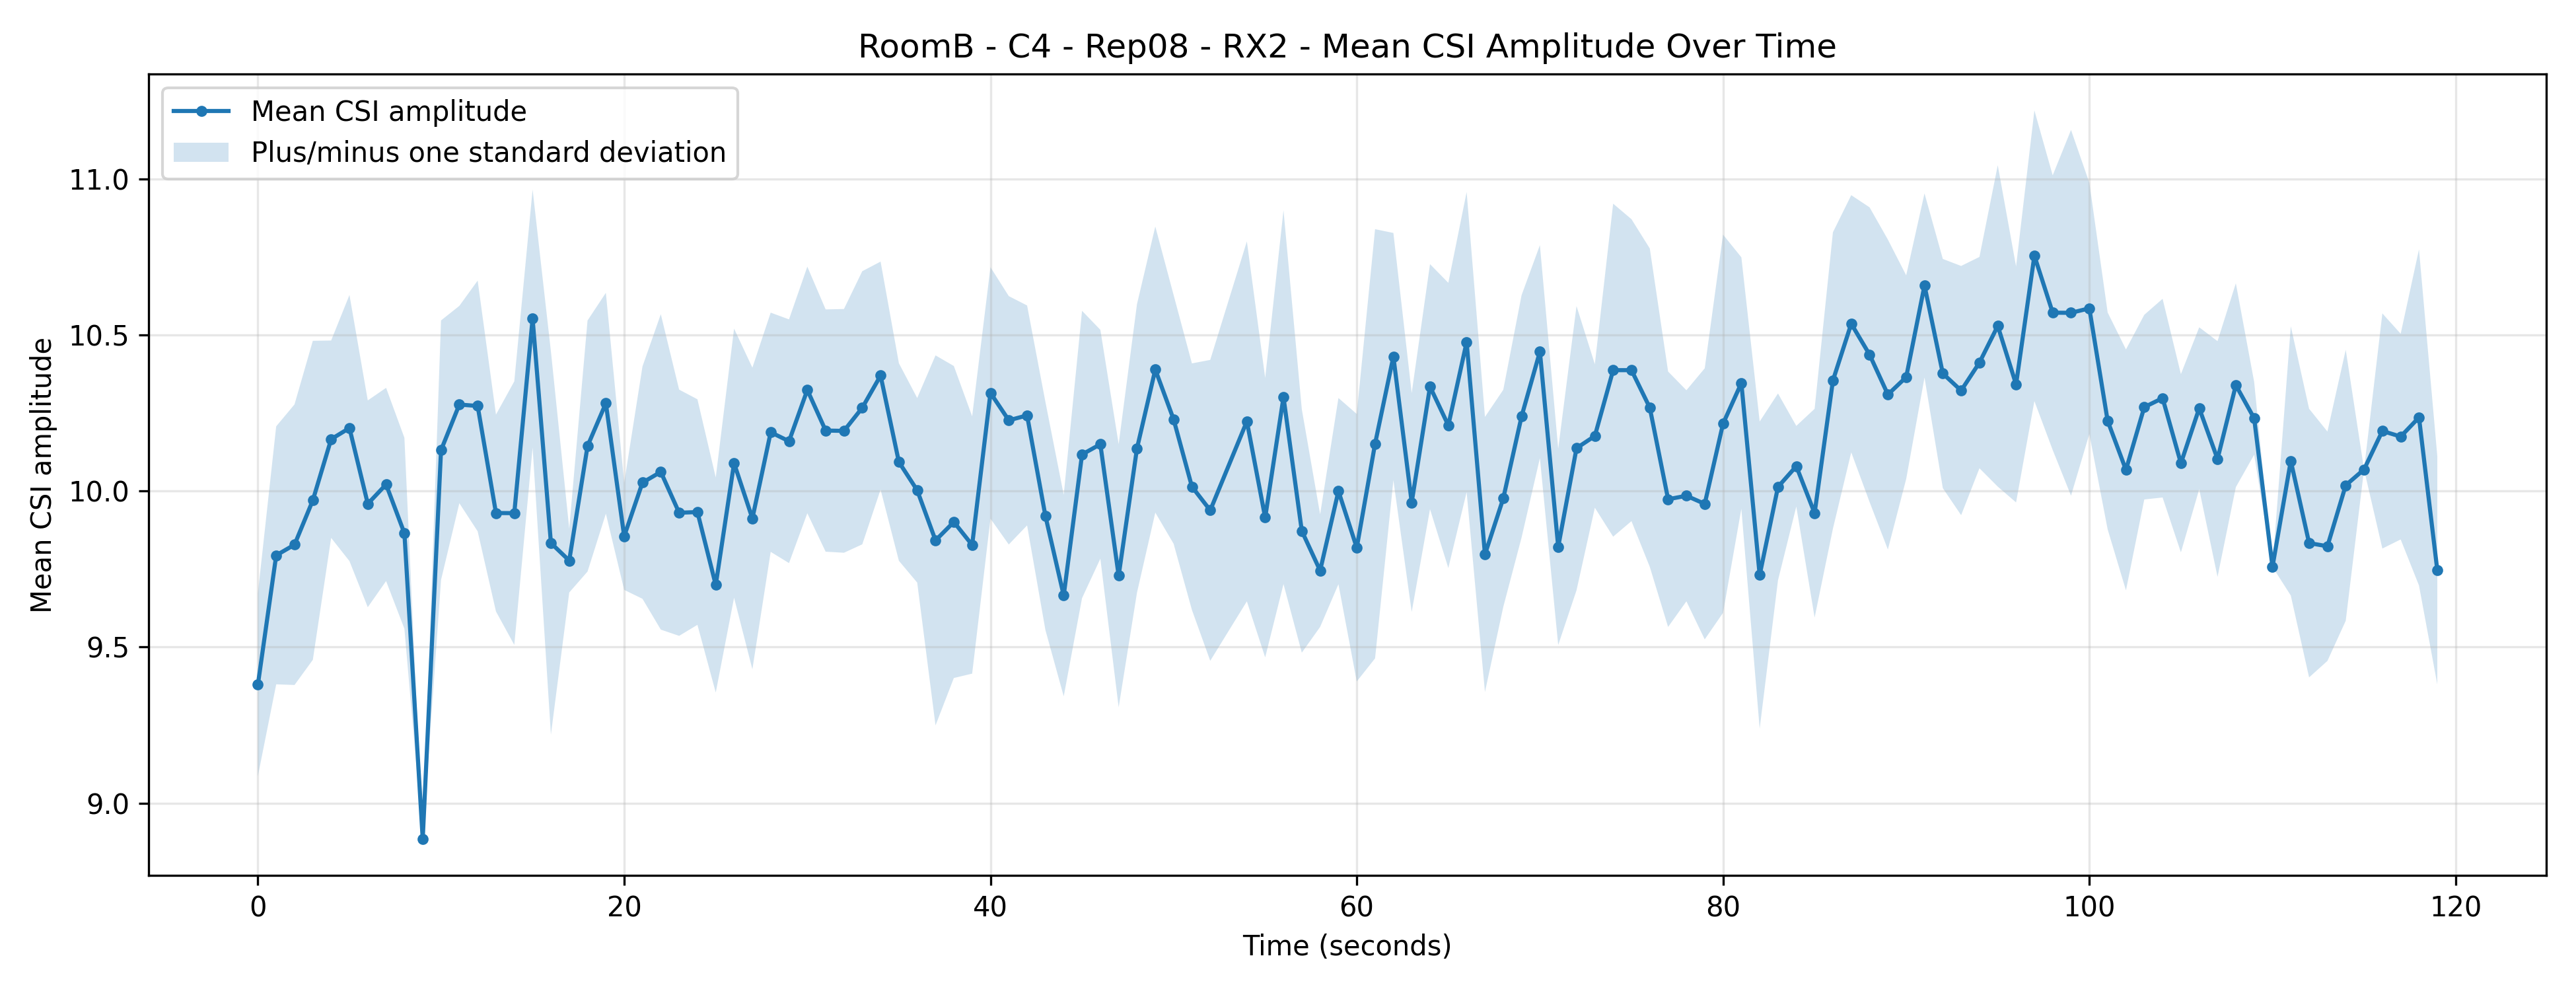 RoomB - C4 - Rep08 - RX2 - Mean CSI Amplitude Over Time
Mean CSI amplitude
Plus/minus one standard deviation
Mean CSI amplitude
11.0
10.5
10.0
9.5
9.0
0 20 40 60 80 100 120
Time (seconds)